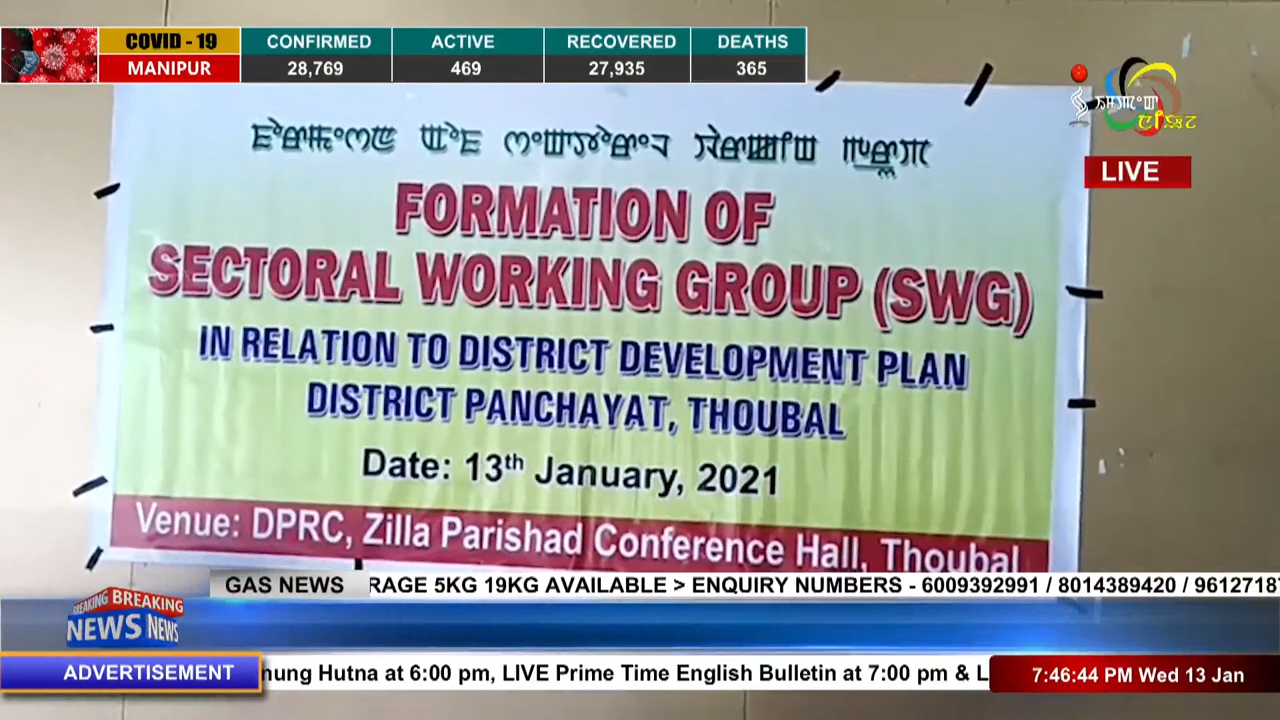 COVID - 19 CONFIRMED ACTIVE RECOVERED DEATHS
MANIPUR 28,769 469 27,935 365
LIVE
FORMATION OF
SECTORAL WORKING GROUP (SWG)
IN RELATION TO DISTRICT DEVELOPMENT PLAN
DISTRICT PANCHAYAT, THOUBAL
Date: 13th January, 2021
Venue: DPRC, Zilla Parishad Conference Hall, Thoubal
GAS NEWS RAGE 5KG 19KG AVAILABLE > ENQUIRY NUMBERS - 6009392991 / 8014389420 / 9612718
BREAKING BREAKING
NEWS NEWS
ADVERTISEMENT nung Hutna at 6:00 pm, LIVE Prime Time English Bulletin at 7:00 pm & L 7:46:44 PM Wed 13 Jan